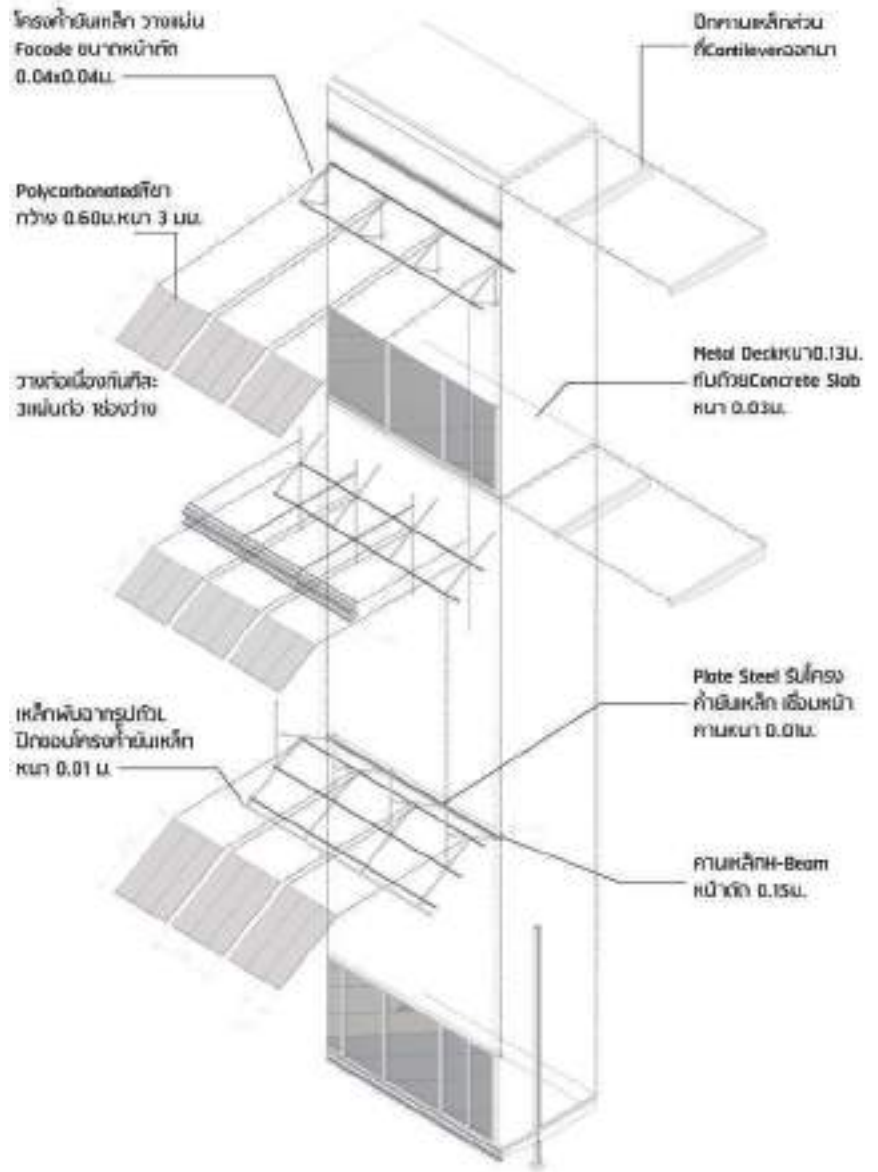 โครงค้ำยันเหล็ก วางแผ่น
Facade ขนาดหน้าตัด
0.04x0.04ม.
Polycarbonatedสีชา
กว้าง 0.60ม.หนา 3 มม.
วางต่อเนื่องกันทีละ
3แผ่นต่อ 1ช่องว่าง
เหล็กพับฉากรูปตัวL
ปิดขอบโครงค้ำยันเหล็ก
หนา 0.01 ม.
ปีกคานเหล็กส่วน
ที่Cantileverออกมา
Metal Deckหนา0.13ม.
ทับด้วยConcrete Slab
หนา 0.03ม.
Plate Steel รับโครง
ค้ำยันเหล็ก เชื่อมหน้า
คานหนา 0.01ม.
คานเหล็กH-Beam
หน้าตัด 0.15ม.